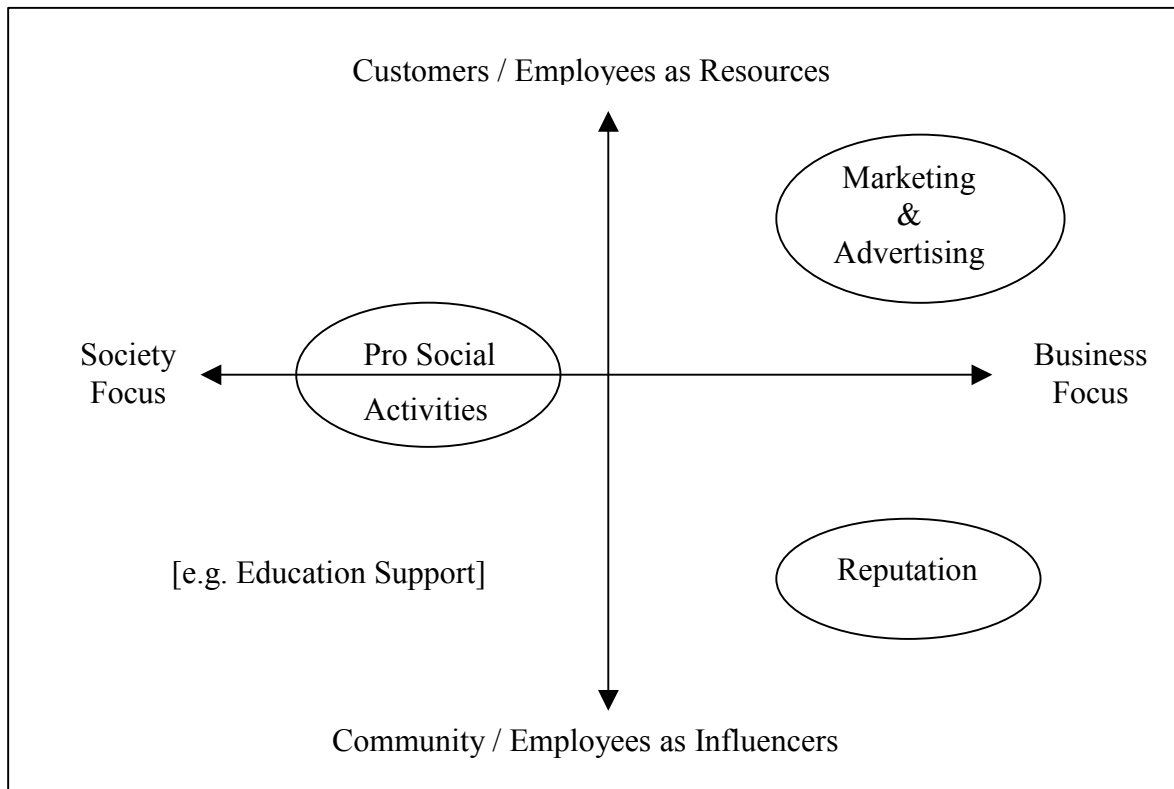 Customers / Employees as Resources
Marketing
&
Advertising
Society
Focus
Pro Social
Activities
Business
Focus
[e.g. Education Support]
Reputation
Community / Employees as Influencers